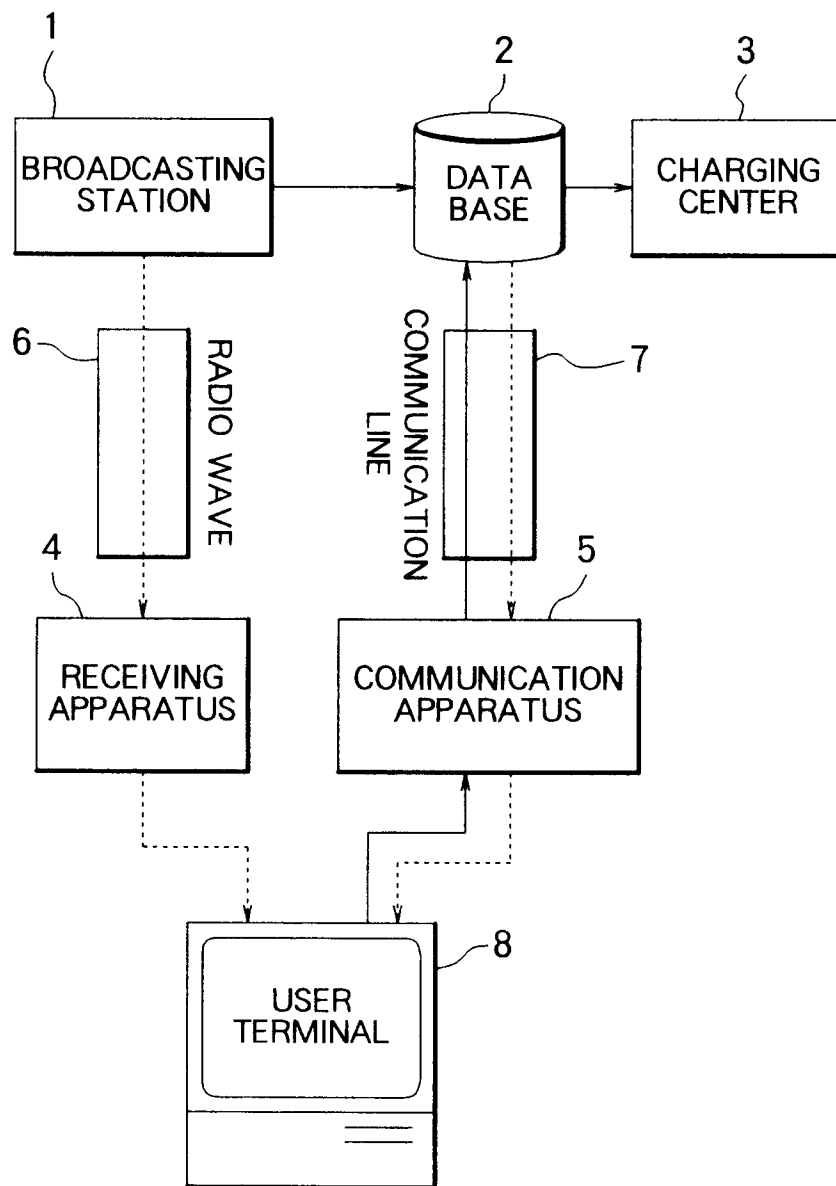 1
2
3
BROADCASTING
STATION
DATA
BASE
CHARGING
CENTER
6
RADIO WAVE
COMMUNICATION
LINE
7
4
5
RECEIVING
APPARATUS
COMMUNICATION
APPARATUS
8
USER
TERMINAL